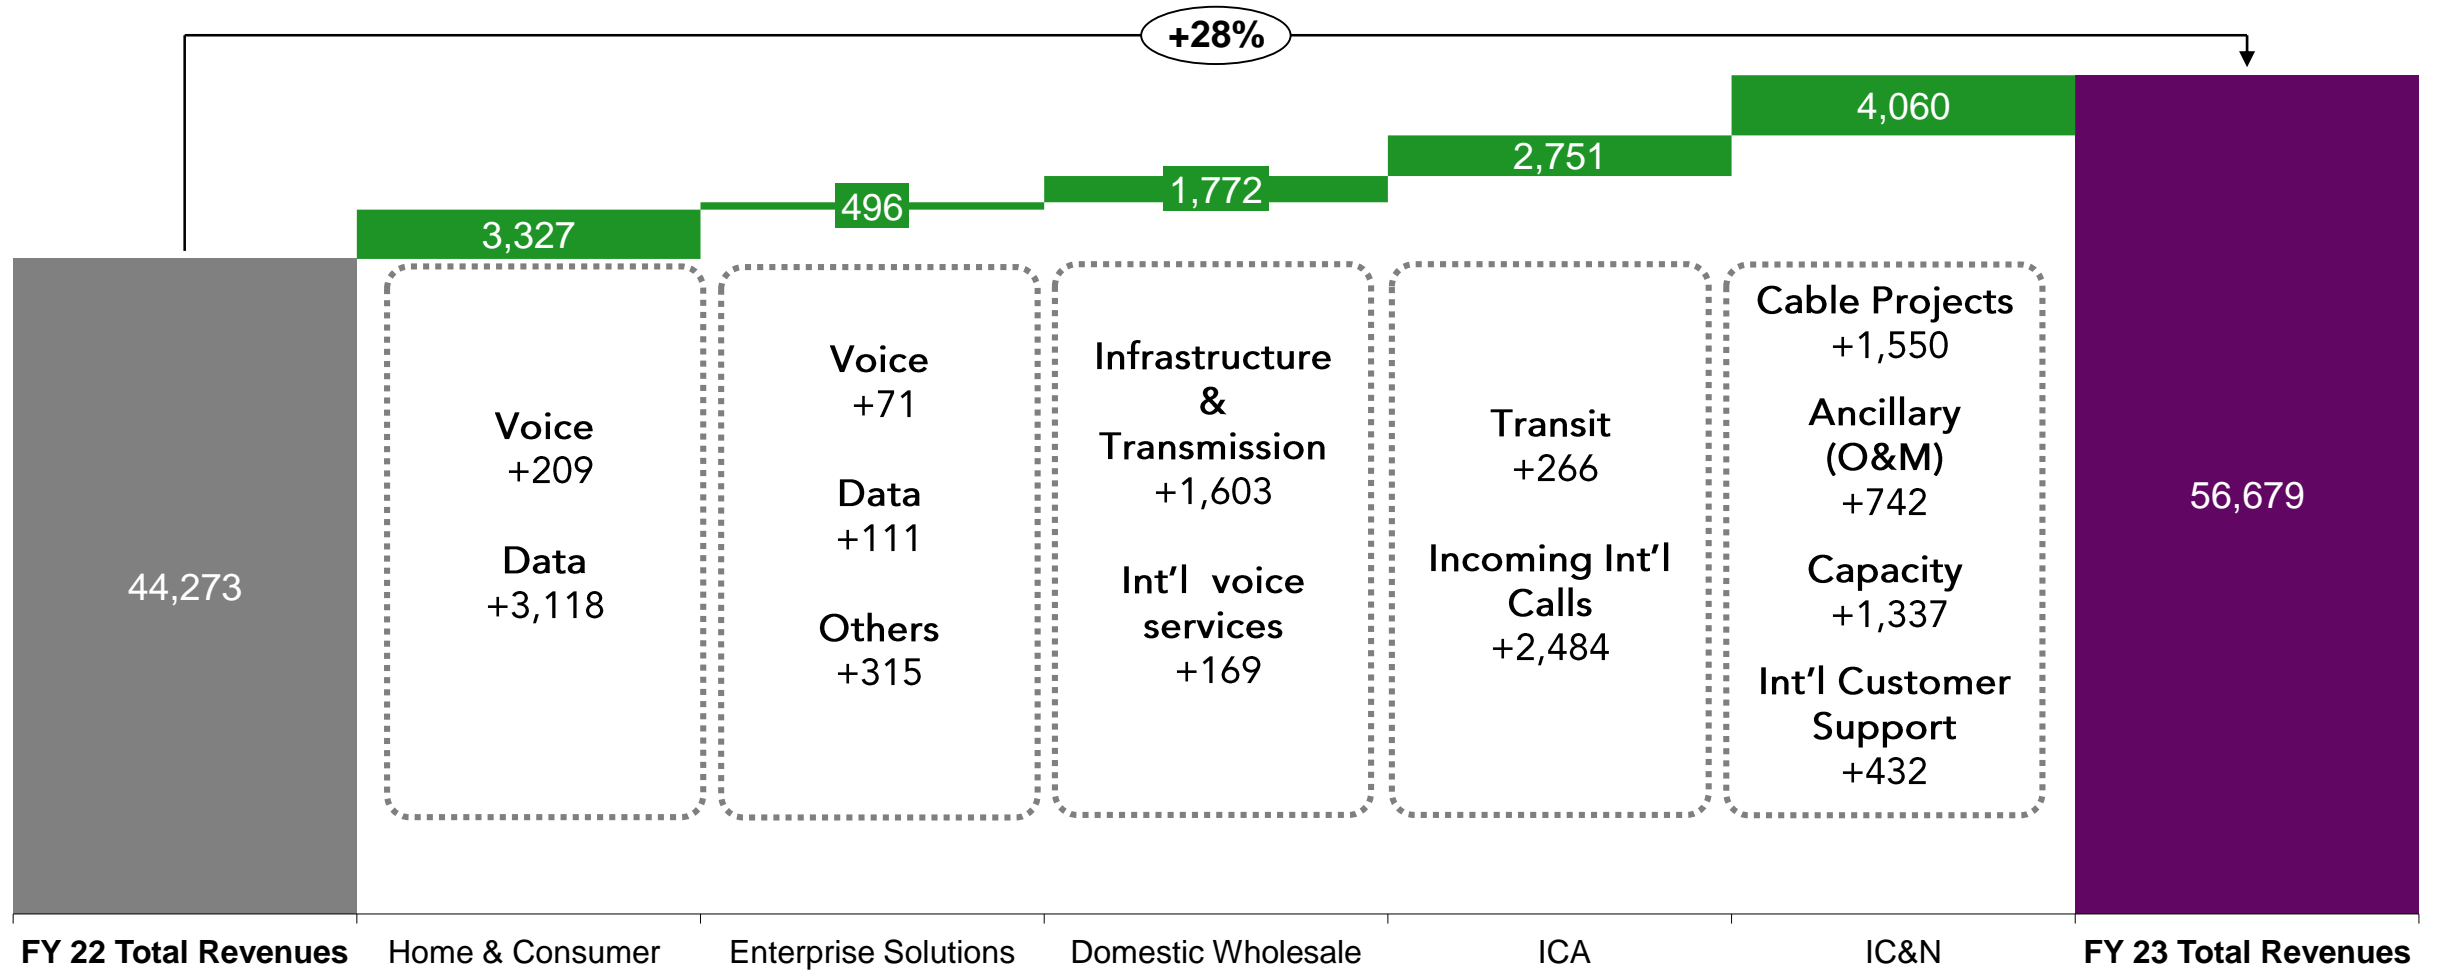 +28%
4,060
2,751
1,772
496
3,327
44,273
Voice
+209
Data
+3,118
Voice
+71
Data
+111
Others
+315
Infrastructure
&
Transmission
+1,603
Int’l  voice
services
+169
Transit
+266
Incoming Int’l
Calls
+2,484
Cable Projects
+1,550
Ancillary
(O&M)
+742
Capacity
+1,337
Int’l Customer
Support
+432
56,679
FY 22 Total Revenues
Home & Consumer
Enterprise Solutions
Domestic Wholesale
ICA
IC&N
FY 23 Total Revenues